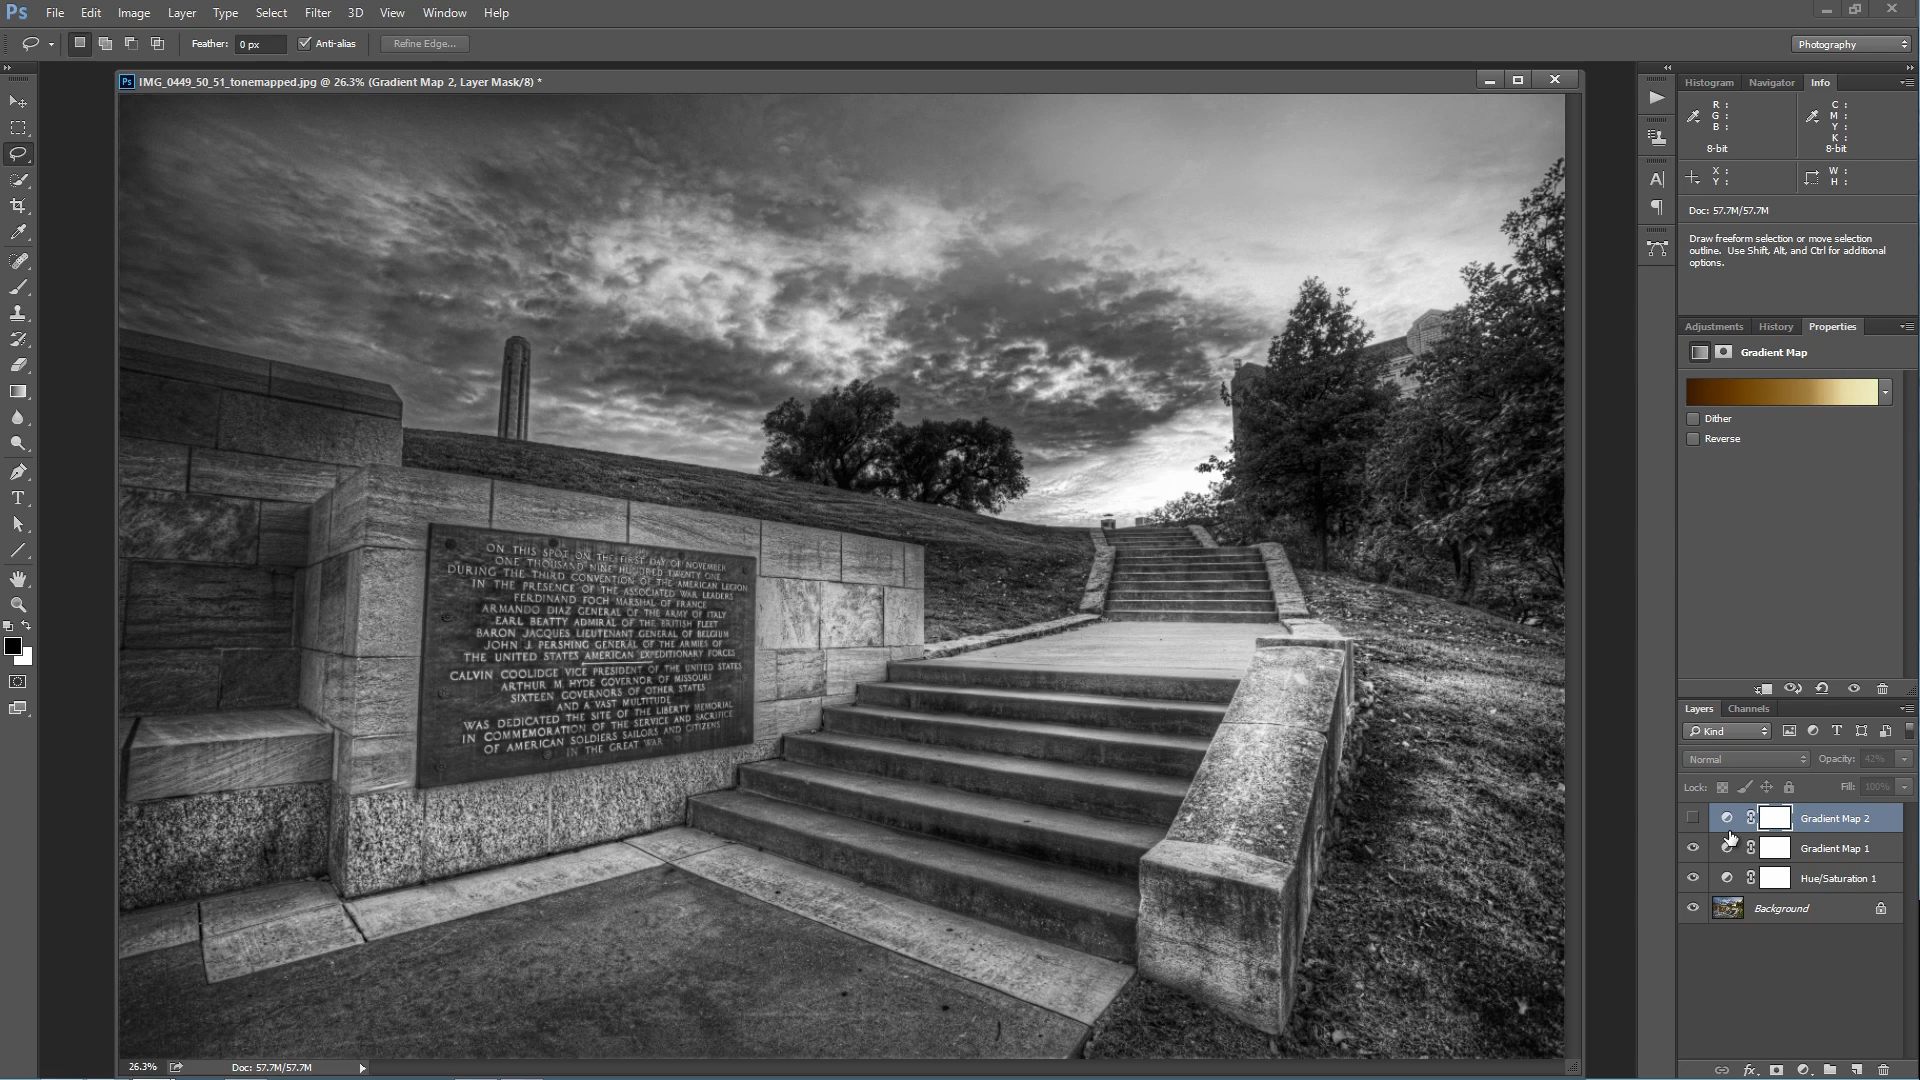 Ps File Edit Image Layer Type Select Filter 3D View Window Help
Feather: 0 px Anti-alias Refine Edge... Photography
IMG_0449_50_51_tonemapped.jpg @ 26.3% (Gradient Map 2, Layer Mask/8) *
Histogram Navigator Info
R : C :
G : M :
B : Y :
K :
8-bit 8-bit
X : W :
Y : H :
Doc: 57.7M/57.7M
Draw freeform selection or move selection
outline. Use Shift, Alt, and Ctrl for additional
options.
Adjustments History Properties
Gradient Map
Dither
Reverse
ON THIS SPOT ON THE FIRST DAY OF NOVEMBER
ONE THOUSAND NINE HUNDRED TWENTY ONE
DURING THE THIRD CONVENTION OF THE AMERICAN LEGION
IN THE PRESENCE OF THE ASSOCIATED WAR LEADERS
FERDINAND FOCH MARSHAL OF FRANCE
ARMANDO DIAZ GENERAL OF THE ARMY OF ITALY
EARL BEATTY ADMIRAL OF THE BRITISH FLEET
BARON JACQUES LIEUTENANT GENERAL OF BELGIUM
JOHN J. PERSHING GENERAL OF THE ARMIES OF
THE UNITED STATES AMERICAN EXPEDITIONARY FORCES
CALVIN COOLIDGE VICE PRESIDENT OF THE UNITED STATES
ARTHUR M. HYDE GOVERNOR OF MISSOURI
SIXTEEN GOVERNORS OF OTHER STATES
AND A VAST MULTITUDE
WAS DEDICATED THE SITE OF THE LIBERTY MEMORIAL
IN COMMEMORATION OF THE SERVICE AND SACRIFICE
OF AMERICAN SOLDIERS SAILORS AND CITIZENS
IN THE GREAT WAR
Layers Channels
Kind
Normal Opacity: 42%
Lock: Fill: 100%
Gradient Map 2
Gradient Map 1
Hue/Saturation 1
Background
26.3% Doc: 57.7M/57.7M